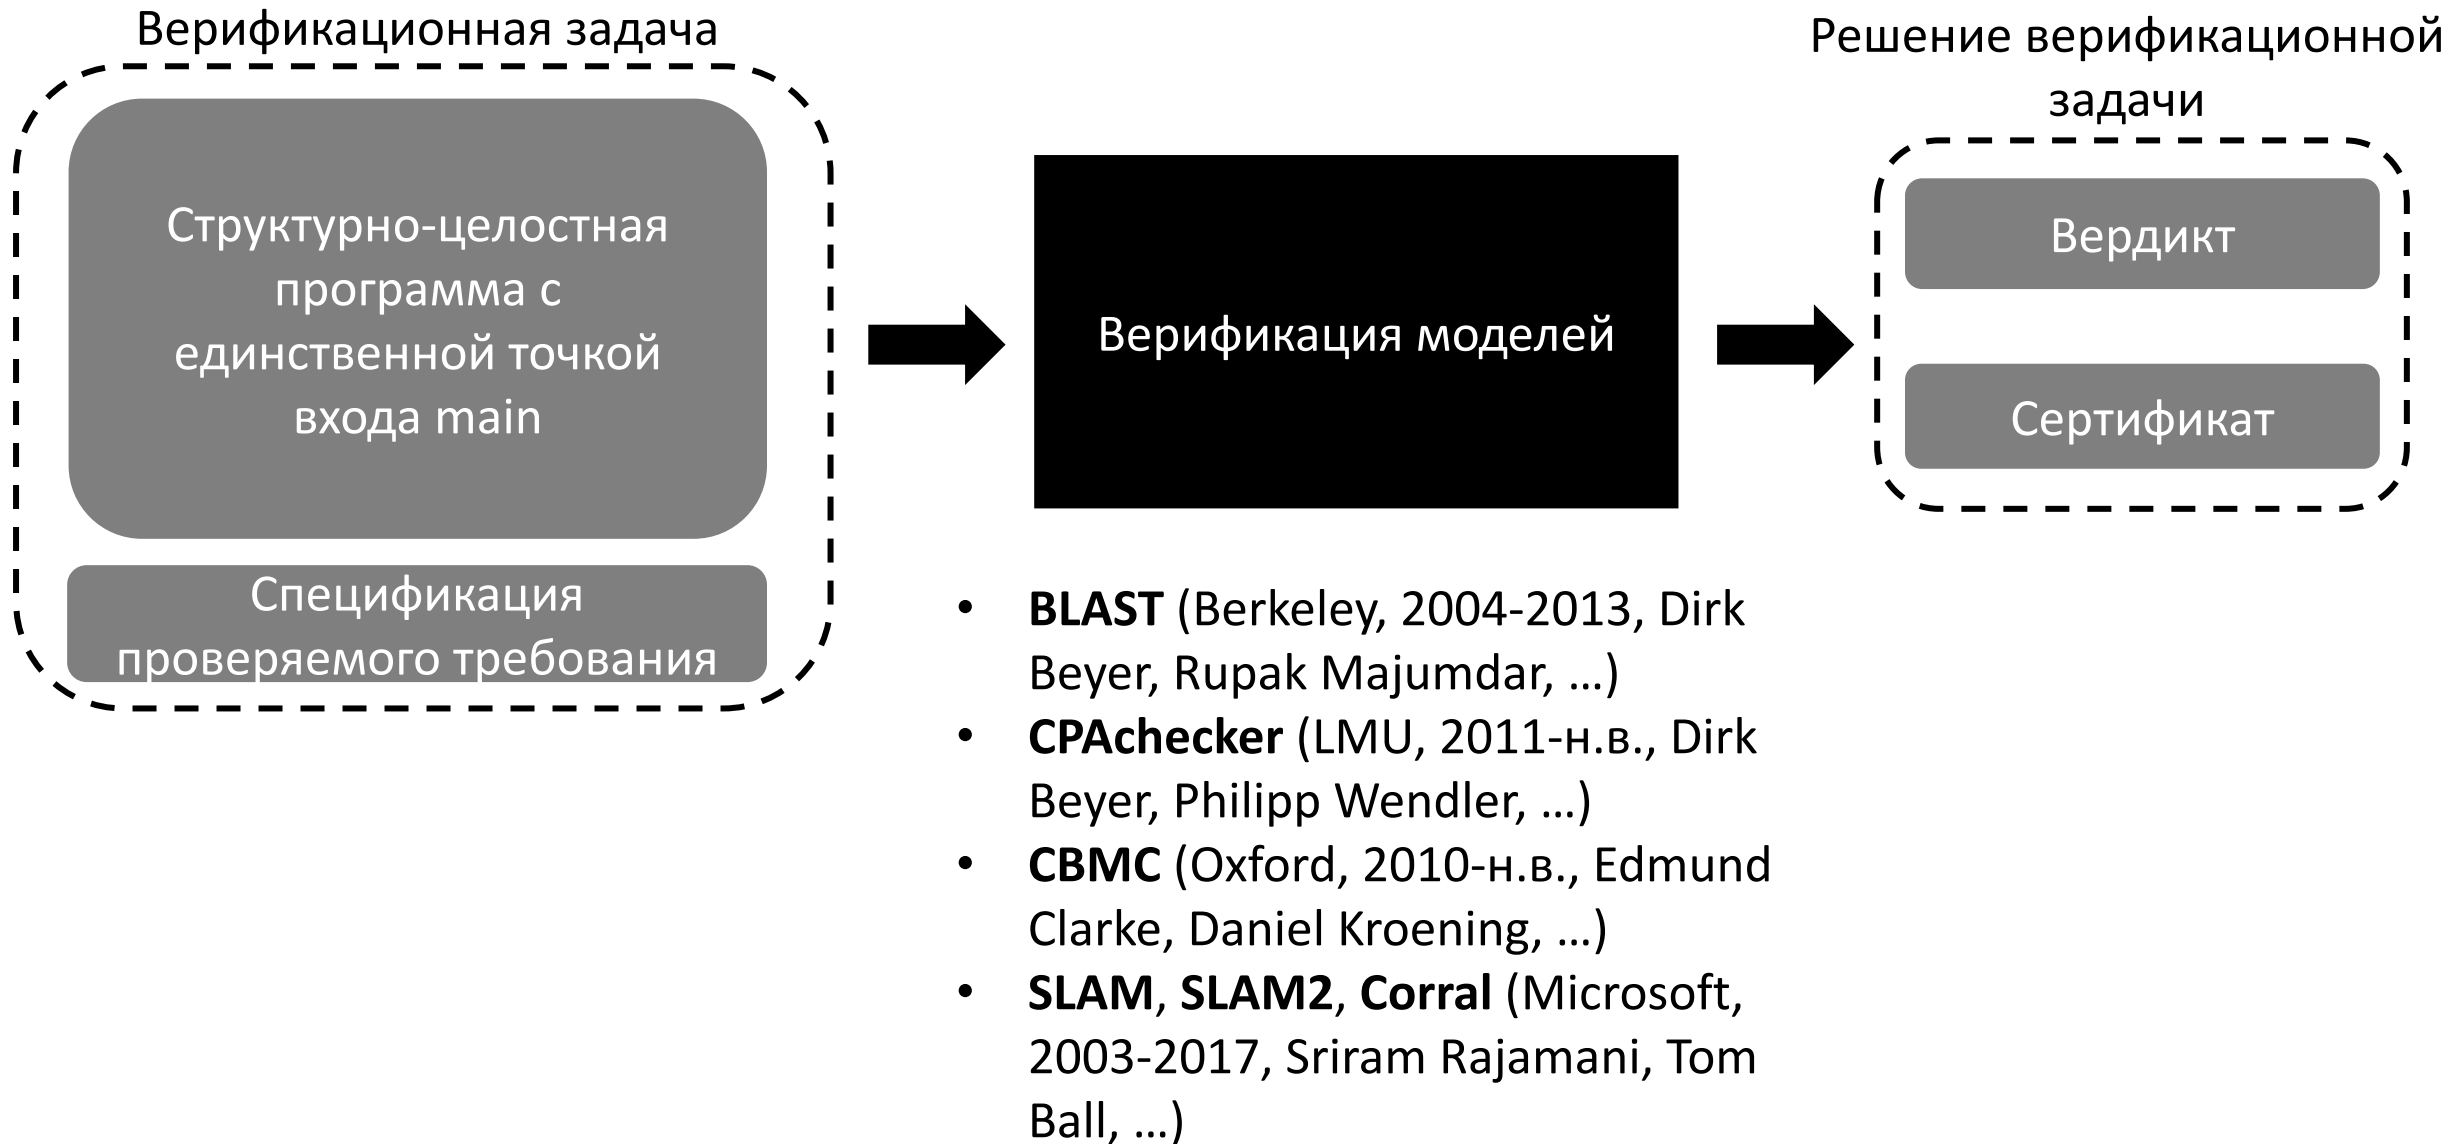 Верификационная задача
Структурно-целостная
программа с
единственной точкой
входа main
Спецификация
проверяемого требования
Верификация моделей
Решение верификационной
задачи
Вердикт
Сертификат
• BLAST (Berkeley, 2004-2013, Dirk
Beyer, Rupak Majumdar, ...)
• CPAchecker (LMU, 2011-н.в., Dirk
Beyer, Philipp Wendler, ...)
• CBMC (Oxford, 2010-н.в., Edmund
Clarke, Daniel Kroening, ...)
• SLAM, SLAM2, Corral (Microsoft,
2003-2017, Sriram Rajamani, Tom
Ball, ...)